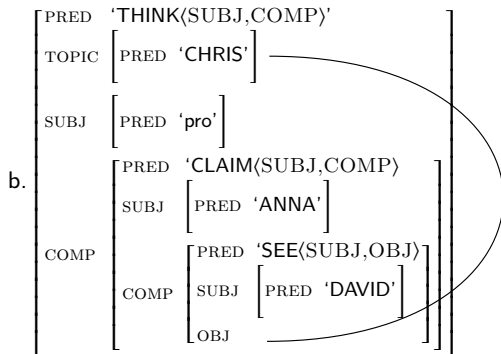 PRED ‘THINK⟨SUBJ,COMP⟩’
TOPIC [PRED ‘CHRIS’]
SUBJ [PRED ‘pro’]
b.
PRED ‘CLAIM⟨SUBJ,COMP⟩
SUBJ [PRED ‘ANNA’]
COMP
PRED ‘SEE⟨SUBJ,OBJ⟩
COMP SUBJ [PRED ‘DAVID’]
OBJ